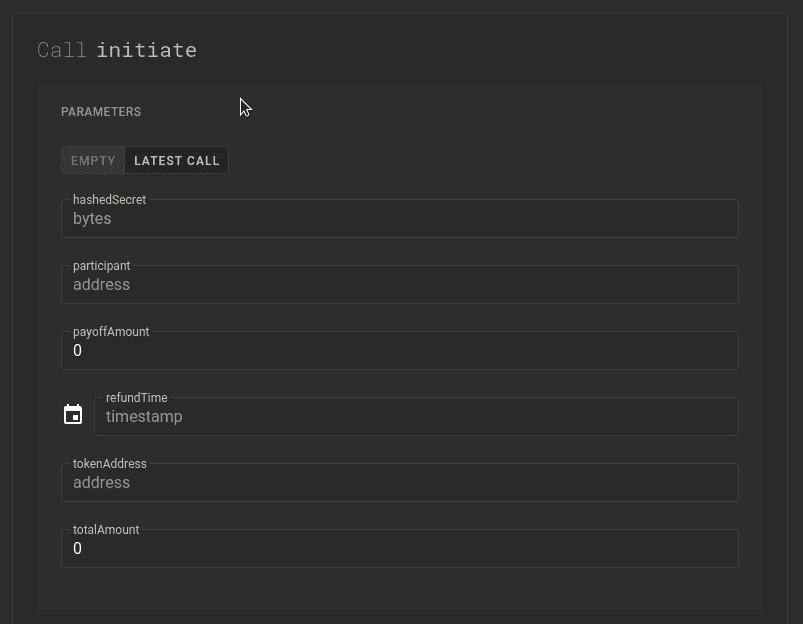 Call initiate
PARAMETERS
EMPTY LATEST CALL
hashedSecret
bytes
participant
address
payoffAmount
0
refundTime
timestamp
tokenAddress
address
totalAmount
0